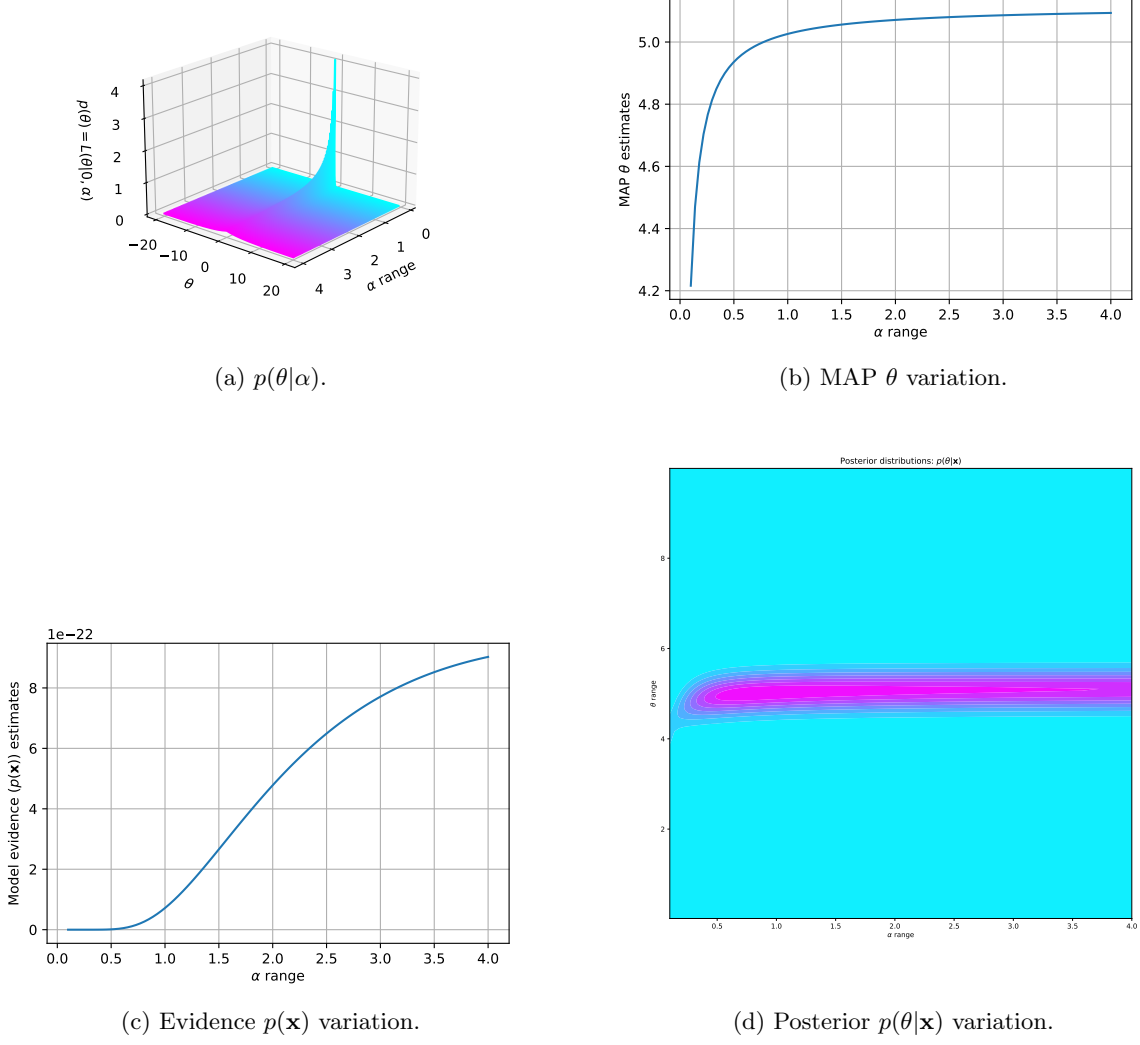 p(θ) = L(θ|0, α)
4
3
2
1
0
−20
−10
0
10
20
θ
4
3
2
1
0
α range
(a) p(θ|α).
MAP θ estimates
5.0
4.8
4.6
4.4
4.2
0.0 0.5 1.0 1.5 2.0 2.5 3.0 3.5 4.0
α range
(b) MAP θ variation.
1e−22
Model evidence (p(𝐱)) estimates
8
6
4
2
0
0.0 0.5 1.0 1.5 2.0 2.5 3.0 3.5 4.0
α range
(c) Evidence p(𝐱) variation.
Posterior distributions: p(θ|𝐱)
θ range
8
6
4
2
0.5 1.0 1.5 2.0 2.5 3.0 3.5 4.0
α range
(d) Posterior p(θ|𝐱) variation.